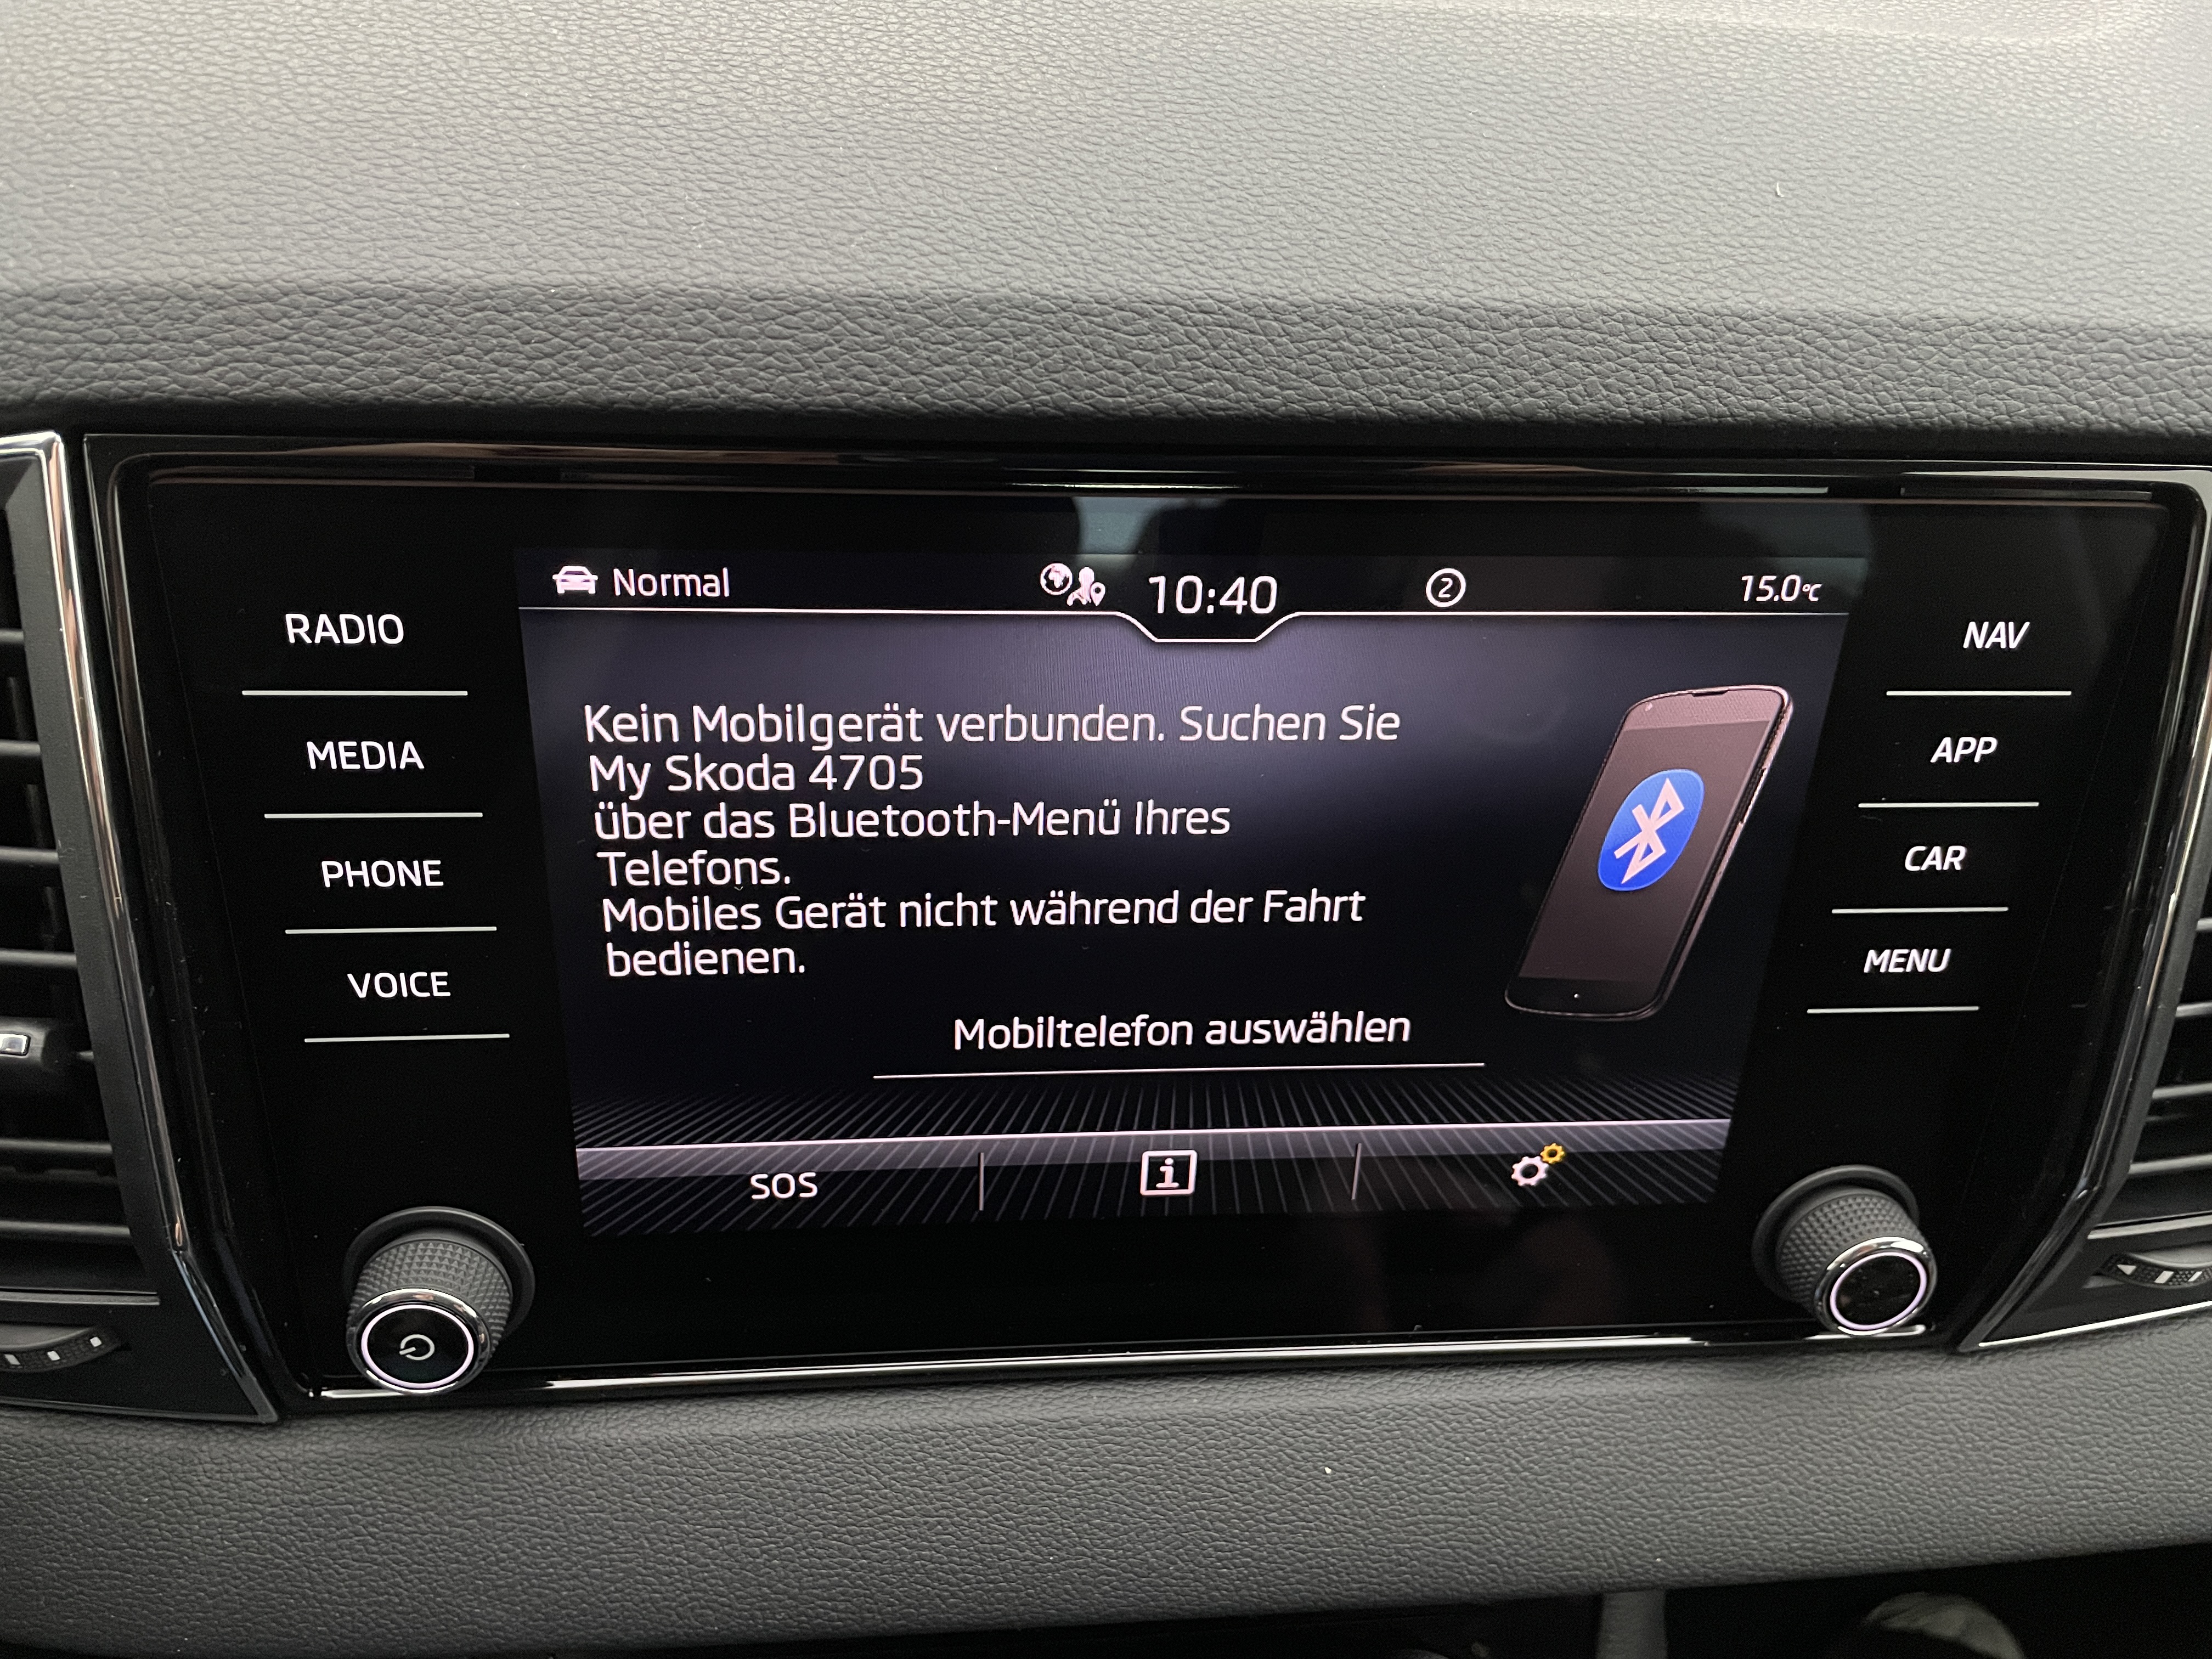 Normal
10:40
2
15.0°C
RADIO
MEDIA
PHONE
VOICE
Kein Mobilgerät verbunden. Suchen Sie
My Skoda 4705
über das Bluetooth-Menü Ihres
Telefons.
Mobiles Gerät nicht während der Fahrt
bedienen.
Mobiltelefon auswählen
SOS
i
NAV
APP
CAR
MENU